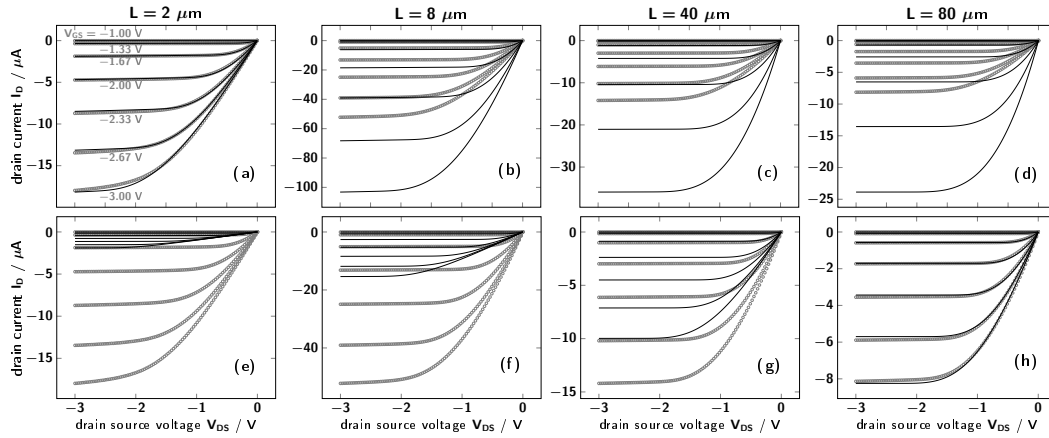 L = 2 μm L = 8 μm L = 40 μm L = 80 μm
V_GS = −1.00 V
−1.33 V
−1.67 V
−2.00 V
−2.33 V
−2.67 V
−3.00 V
drain current I_D / μA
0
−5
−10
−15
(a)
0
−20
−40
−60
−80
−100
(b)
0
−10
−20
−30
(c)
0
−5
−10
−15
−20
−25
(d)
drain current I_D / μA
0
−5
−10
−15
(e)
0
−20
−40
(f)
0
−5
−10
−15
(g)
0
−2
−4
−6
−8
(h)
−3 −2 −1 0 −3 −2 −1 0 −3 −2 −1 0 −3 −2 −1 0
drain source voltage V_DS / V drain source voltage V_DS / V drain source voltage V_DS / V drain source voltage V_DS / V